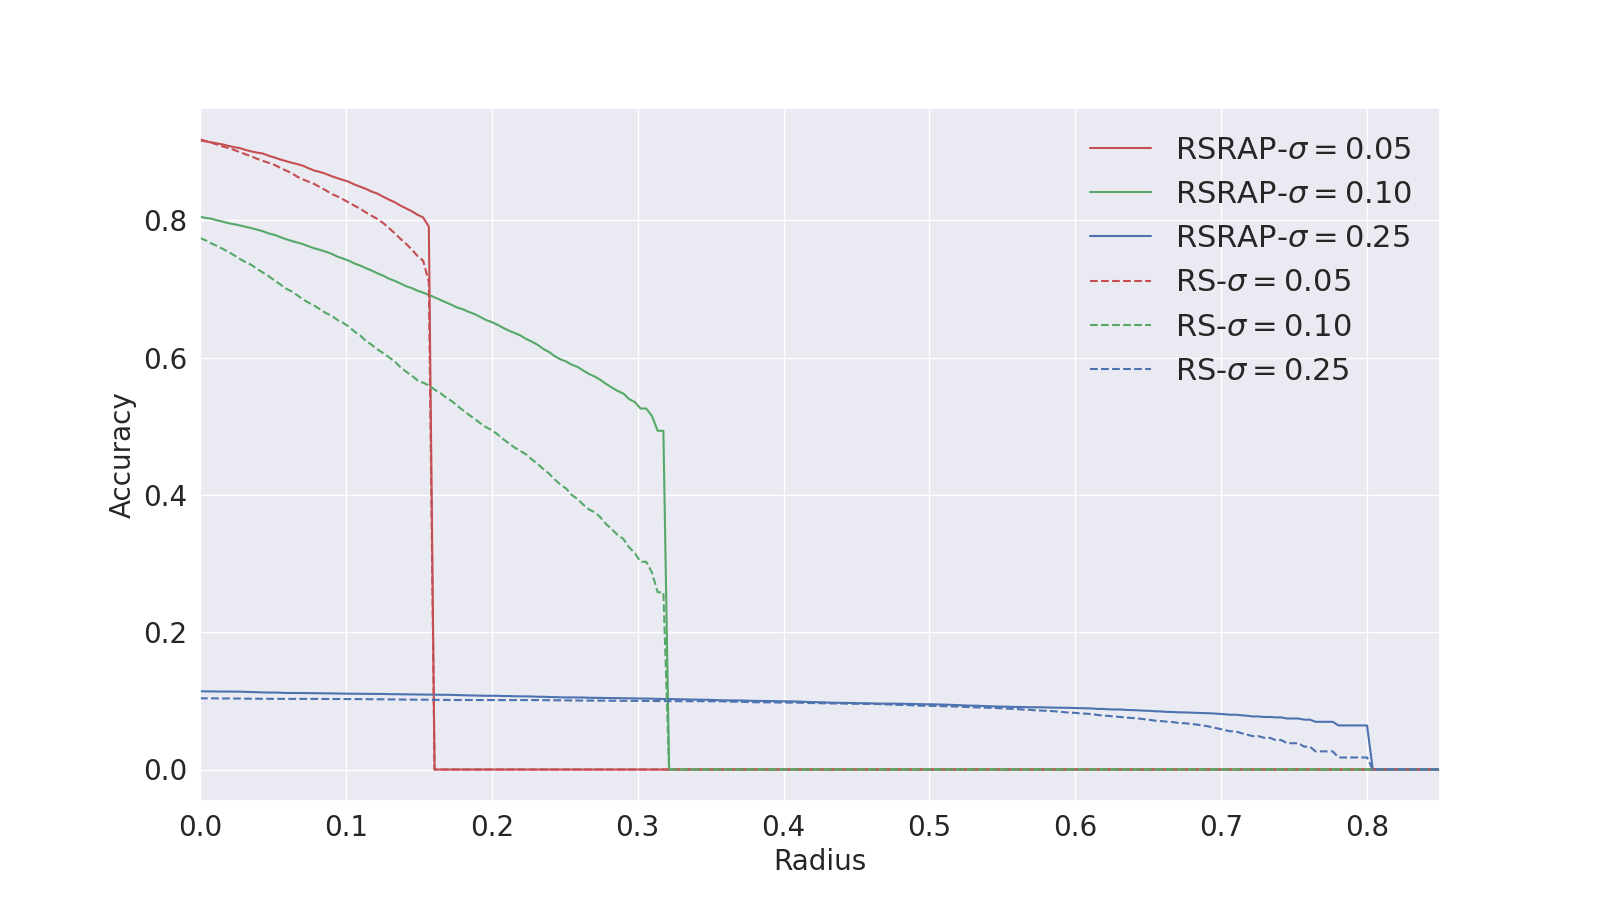 RSRAP-σ = 0.05
RSRAP-σ = 0.10
RSRAP-σ = 0.25
RS-σ = 0.05
RS-σ = 0.10
RS-σ = 0.25
Accuracy
0.8
0.6
0.4
0.2
0.0
0.0 0.1 0.2 0.3 0.4 0.5 0.6 0.7 0.8
Radius